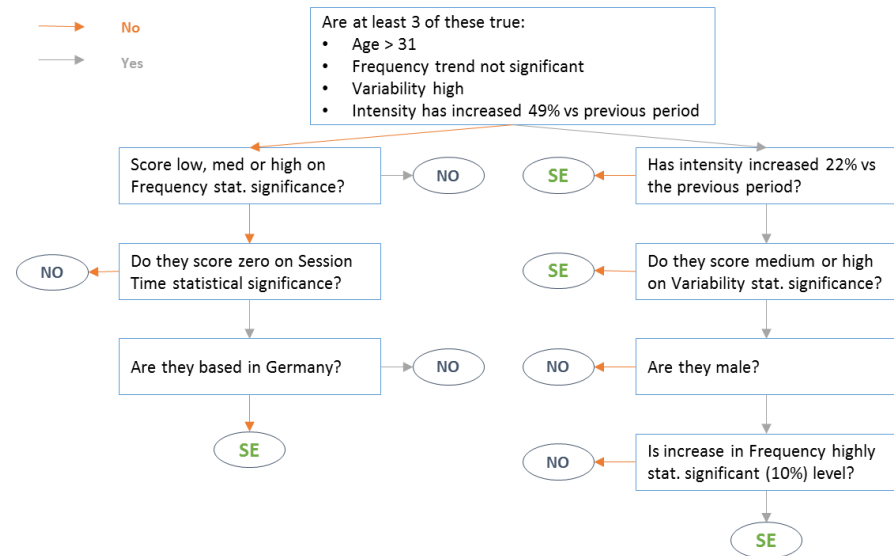 No
Yes
Are at least 3 of these true:
• Age > 31
• Frequency trend not significant
• Variability high
• Intensity has increased 49% vs previous period
Score low, med or high on
Frequency stat. significance?
NO
SE
Has intensity increased 22% vs
the previous period?
NO
Do they score zero on Session
Time statistical significance?
SE
Do they score medium or high
on Variability stat. significance?
Are they based in Germany?
NO
NO
Are they male?
SE
NO
Is increase in Frequency highly
stat. significant (10%) level?
SE